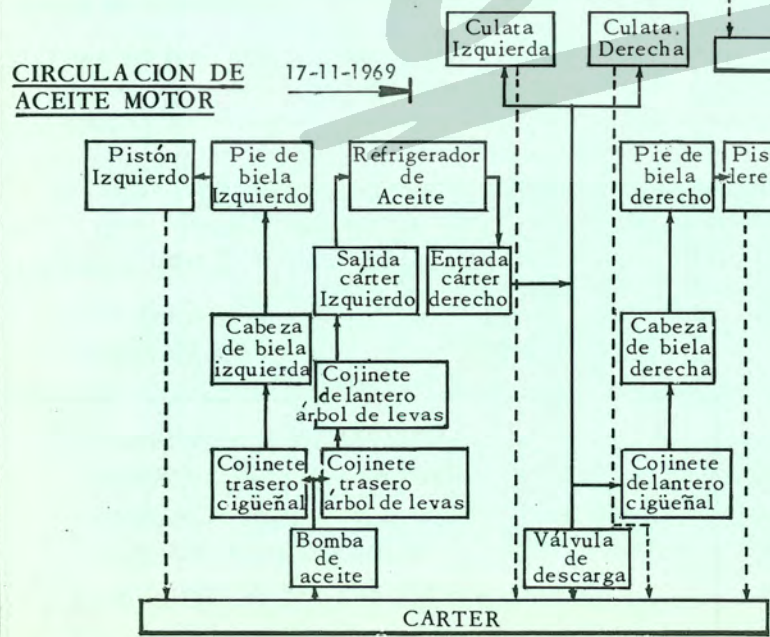 Culata
Izquierda
Culata.
Derecha
CIRCULACION DE
ACEITE MOTOR
17-11-1969
Pistón
Izquierdo
Pie de
biela
Izquierdo
Refrigerador
de
Aceite
Pie de
biela
derecho
Salida
cárter
Izquierdo
Entrada
cárter
derecho
Cabeza
de biela
izquierda
Cojinete
delantero
árbol de levas
Cabeza
de biela
derecha
Cojinete
trasero
cigüeñal
Cojinete
trasero
árbol de levas
Cojinete
delantero
cigüeñal
Bomba
de
aceite
Válvula
de
descarga
CARTER